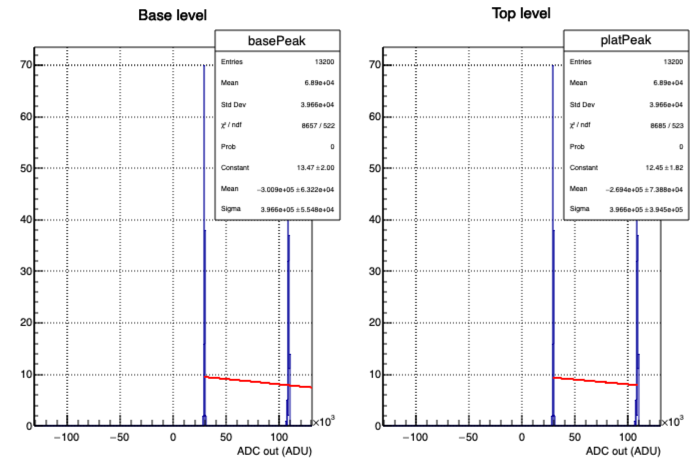 Base level
basePeak
Entries 13200
Mean 6.89e+04
Std Dev 3.966e+04
χ² / ndf 8657 / 522
Prob 0
Constant 13.47 ± 2.00
Mean −3.009e+05 ± 6.322e+04
Sigma 3.966e+05 ± 5.548e+04
70
60
50
40
30
20
10
0
−100 −50 0 50 100
×10³
ADC out (ADU)
Top level
platPeak
Entries 13200
Mean 6.89e+04
Std Dev 3.966e+04
χ² / ndf 8685 / 523
Prob 0
Constant 12.45 ± 1.82
Mean −2.694e+05 ± 7.388e+04
Sigma 3.966e+05 ± 3.945e+05
70
60
50
40
30
20
10
0
−100 −50 0 50 100
×10³
ADC out (ADU)